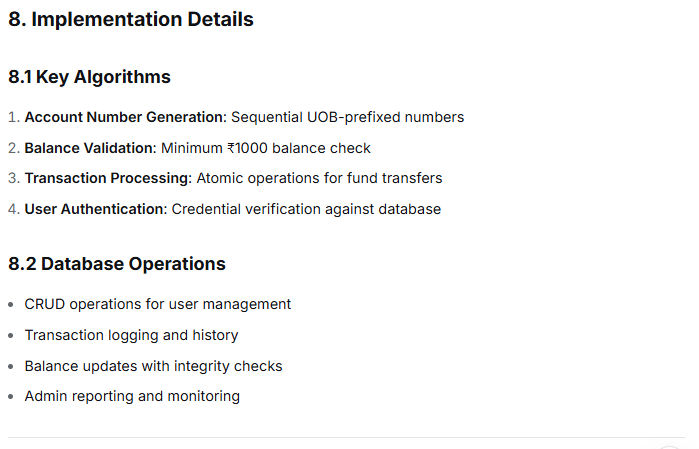 8. Implementation Details
8.1 Key Algorithms
1. Account Number Generation: Sequential UOB-prefixed numbers
2. Balance Validation: Minimum ₹1000 balance check
3. Transaction Processing: Atomic operations for fund transfers
4. User Authentication: Credential verification against database
8.2 Database Operations
• CRUD operations for user management
• Transaction logging and history
• Balance updates with integrity checks
• Admin reporting and monitoring